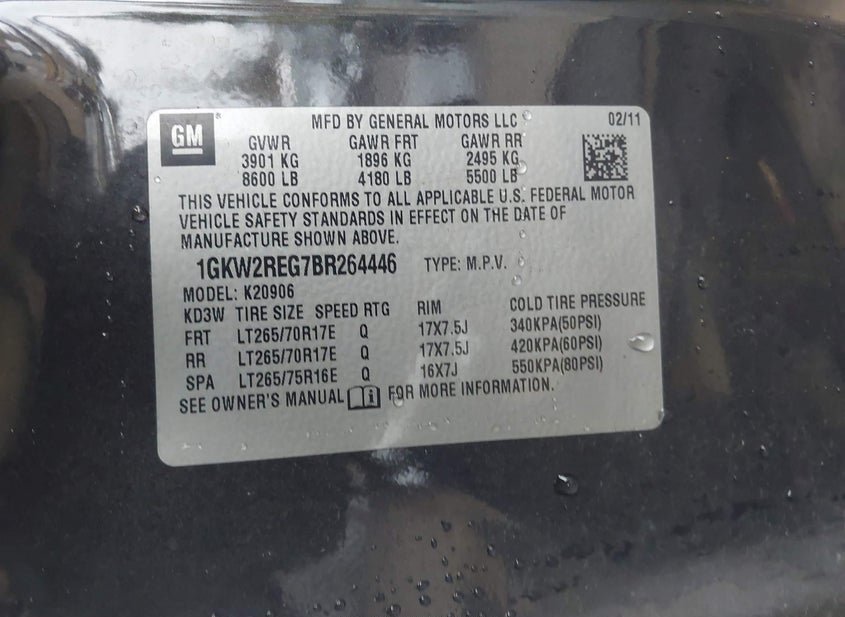 GM
MFD BY GENERAL MOTORS LLC
02/11
GVWR GAWR FRT GAWR RR
3901 KG 1896 KG 2495 KG
8600 LB 4180 LB 5500 LB
THIS VEHICLE CONFORMS TO ALL APPLICABLE U.S. FEDERAL MOTOR
VEHICLE SAFETY STANDARDS IN EFFECT ON THE DATE OF
MANUFACTURE SHOWN ABOVE.
1GKW2REG7BR264446 TYPE: M.P.V.
MODEL: K20906
KD3W TIRE SIZE SPEED RTG RIM COLD TIRE PRESSURE
FRT LT265/70R17E Q 17X7.5J 340KPA(50PSI)
RR LT265/70R17E Q 17X7.5J 420KPA(60PSI)
SPA LT265/75R16E Q 16X7J 550KPA(80PSI)
SEE OWNER'S MANUAL FOR MORE INFORMATION.